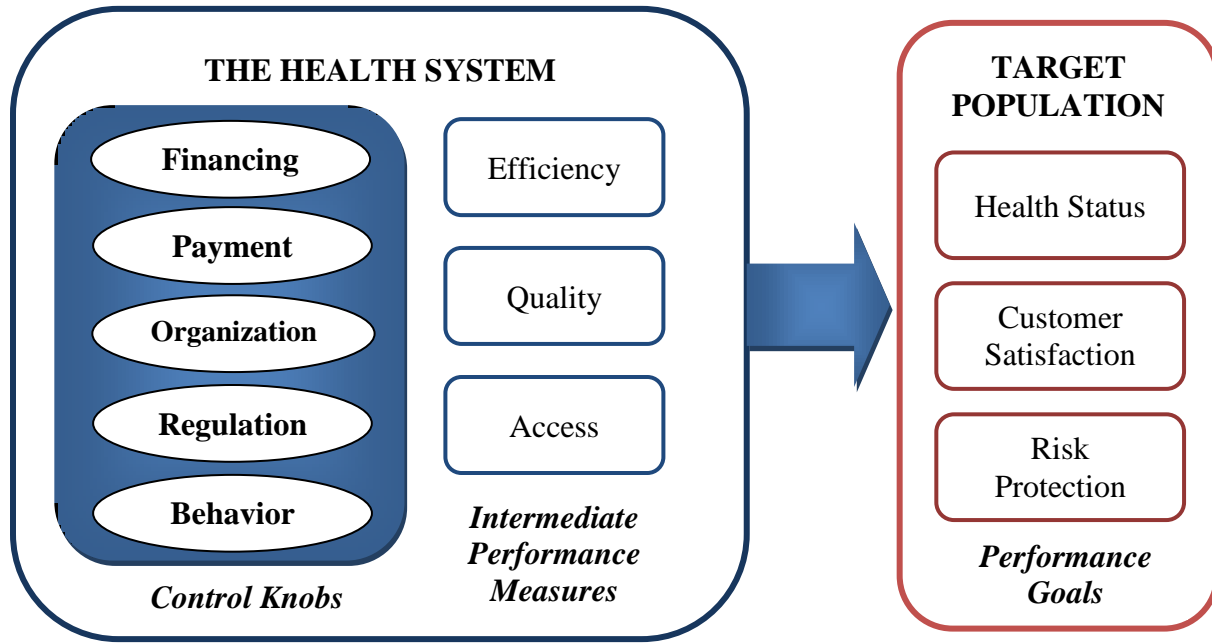 THE HEALTH SYSTEM
Financing
Payment
Organization
Regulation
Behavior
Control Knobs
Efficiency
Quality
Access
Intermediate
Performance
Measures
TARGET
POPULATION
Health Status
Customer
Satisfaction
Risk
Protection
Performance
Goals